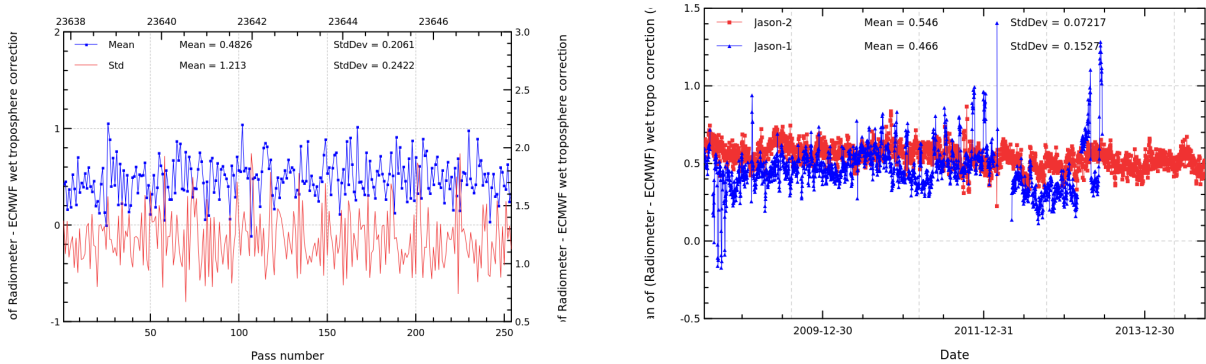 23638 23640 23642 23644 23646
of Radiometer - ECMWF wet troposphere correction
2
1
0
-1
Mean Mean = 0.4826 StdDev = 0.2061
Std Mean = 1.213 StdDev = 0.2422
3.0
2.5
2.0
1.5
1.0
0.5
of Radiometer - ECMWF wet troposphere correction
50 100 150 200 250
Pass number
an of (Radiometer - ECMWF) wet tropo correction (
1.5
1.0
0.5
0.0
-0.5
Jason-2 Mean = 0.546 StdDev = 0.07217
Jason-1 Mean = 0.466 StdDev = 0.1527
2009-12-30 2011-12-31 2013-12-30
Date